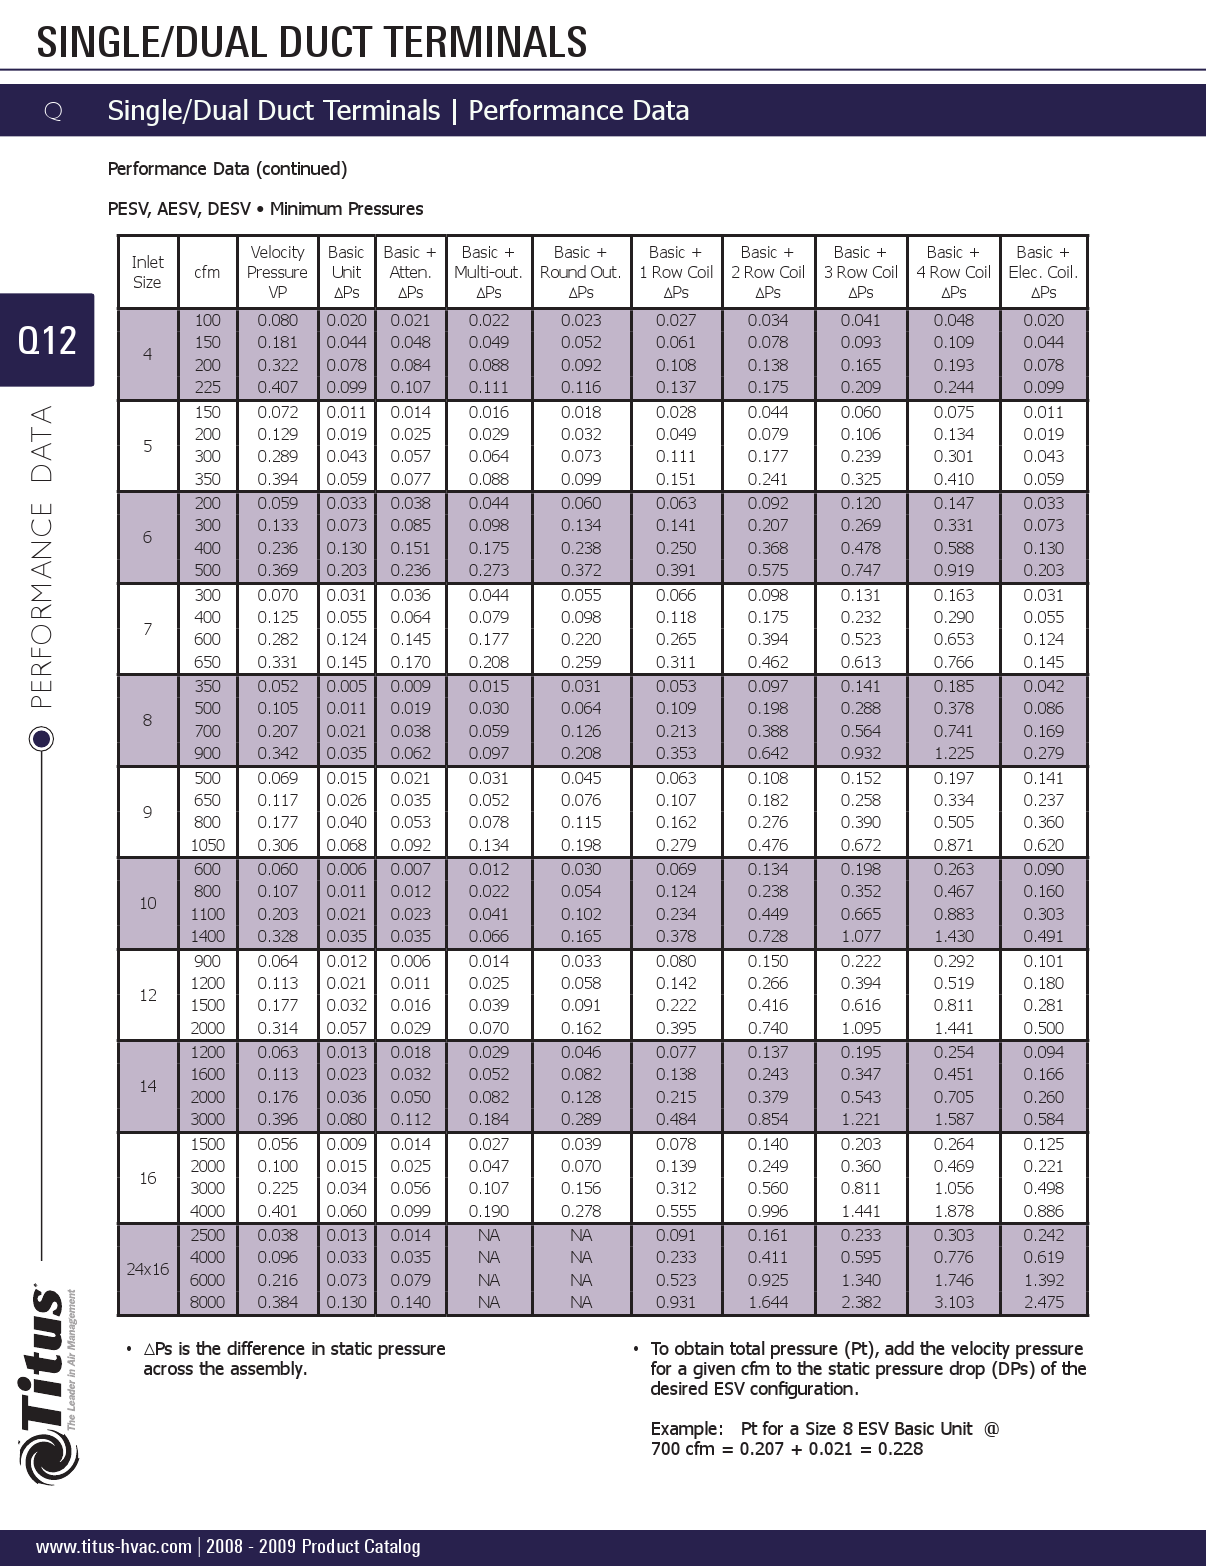 SINGLE/DUAL DUCT TERMINALS
Q Single/Dual Duct Terminals | Performance Data
Performance Data (continued)
PESV, AESV, DESV • Minimum Pressures
Inlet Size cfm Velocity Pressure VP Basic Unit ΔPs Basic + Atten. ΔPs Basic + Multi-out. ΔPs Basic + Round Out. ΔPs Basic + 1 Row Coil ΔPs Basic + 2 Row Coil ΔPs Basic + 3 Row Coil ΔPs Basic + 4 Row Coil ΔPs Basic + Elec. Coil. ΔPs
4
100 0.080 0.020 0.021 0.022 0.023 0.027 0.034 0.041 0.048 0.020
150 0.181 0.044 0.048 0.049 0.052 0.061 0.078 0.093 0.109 0.044
200 0.322 0.078 0.084 0.088 0.092 0.108 0.138 0.165 0.193 0.078
225 0.407 0.099 0.107 0.111 0.116 0.137 0.175 0.209 0.244 0.099
5
150 0.072 0.011 0.014 0.016 0.018 0.028 0.044 0.060 0.075 0.011
200 0.129 0.019 0.025 0.029 0.032 0.049 0.079 0.106 0.134 0.019
300 0.289 0.043 0.057 0.064 0.073 0.111 0.177 0.239 0.301 0.043
350 0.394 0.059 0.077 0.088 0.099 0.151 0.241 0.325 0.410 0.059
6
200 0.059 0.033 0.038 0.044 0.060 0.063 0.092 0.120 0.147 0.033
300 0.133 0.073 0.085 0.098 0.134 0.141 0.207 0.269 0.331 0.073
400 0.236 0.130 0.151 0.175 0.238 0.250 0.368 0.478 0.588 0.130
500 0.369 0.203 0.236 0.273 0.372 0.391 0.575 0.747 0.919 0.203
7
300 0.070 0.031 0.036 0.044 0.055 0.066 0.098 0.131 0.163 0.031
400 0.125 0.055 0.064 0.079 0.098 0.118 0.175 0.232 0.290 0.055
600 0.282 0.124 0.145 0.177 0.220 0.265 0.394 0.523 0.653 0.124
650 0.331 0.145 0.170 0.208 0.259 0.311 0.462 0.613 0.766 0.145
8
350 0.052 0.005 0.009 0.015 0.031 0.053 0.097 0.141 0.185 0.042
500 0.105 0.011 0.019 0.030 0.064 0.109 0.198 0.288 0.378 0.086
700 0.207 0.021 0.038 0.059 0.126 0.213 0.388 0.564 0.741 0.169
900 0.342 0.035 0.062 0.097 0.208 0.353 0.642 0.932 1.225 0.279
9
500 0.069 0.015 0.021 0.031 0.045 0.063 0.108 0.152 0.197 0.141
650 0.117 0.026 0.035 0.052 0.076 0.107 0.182 0.258 0.334 0.237
800 0.177 0.040 0.053 0.078 0.115 0.162 0.276 0.390 0.505 0.360
1050 0.306 0.068 0.092 0.134 0.198 0.279 0.476 0.672 0.871 0.620
10
600 0.060 0.006 0.007 0.012 0.030 0.069 0.134 0.198 0.263 0.090
800 0.107 0.011 0.012 0.022 0.054 0.124 0.238 0.352 0.467 0.160
1100 0.203 0.021 0.023 0.041 0.102 0.234 0.449 0.665 0.883 0.303
1400 0.328 0.035 0.035 0.066 0.165 0.378 0.728 1.077 1.430 0.491
12
900 0.064 0.012 0.006 0.014 0.033 0.080 0.150 0.222 0.292 0.101
1200 0.113 0.021 0.011 0.025 0.058 0.142 0.266 0.394 0.519 0.180
1500 0.177 0.032 0.016 0.039 0.091 0.222 0.416 0.616 0.811 0.281
2000 0.314 0.057 0.029 0.070 0.162 0.395 0.740 1.095 1.441 0.500
14
1200 0.063 0.013 0.018 0.029 0.046 0.077 0.137 0.195 0.254 0.094
1600 0.113 0.023 0.032 0.052 0.082 0.138 0.243 0.347 0.451 0.166
2000 0.176 0.036 0.050 0.082 0.128 0.215 0.379 0.543 0.705 0.260
3000 0.396 0.080 0.112 0.184 0.289 0.484 0.854 1.221 1.587 0.584
16
1500 0.056 0.009 0.014 0.027 0.039 0.078 0.140 0.203 0.264 0.125
2000 0.100 0.015 0.025 0.047 0.070 0.139 0.249 0.360 0.469 0.221
3000 0.225 0.034 0.056 0.107 0.156 0.312 0.560 0.811 1.056 0.498
4000 0.401 0.060 0.099 0.190 0.278 0.555 0.996 1.441 1.878 0.886
24x16
2500 0.038 0.013 0.014 NA NA 0.091 0.161 0.233 0.303 0.242
4000 0.096 0.033 0.035 NA NA 0.233 0.411 0.595 0.776 0.619
6000 0.216 0.073 0.079 NA NA 0.523 0.925 1.340 1.746 1.392
8000 0.384 0.130 0.140 NA NA 0.931 1.644 2.382 3.103 2.475
• △Ps is the difference in static pressure
across the assembly.
• To obtain total pressure (Pt), add the velocity pressure
for a given cfm to the static pressure drop (DPs) of the
desired ESV configuration.
Example: Pt for a Size 8 ESV Basic Unit @
700 cfm = 0.207 + 0.021 = 0.228
Q12
PERFORMANCE DATA
Titus
The Leader in Air Management
www.titus-hvac.com | 2008 - 2009 Product Catalog